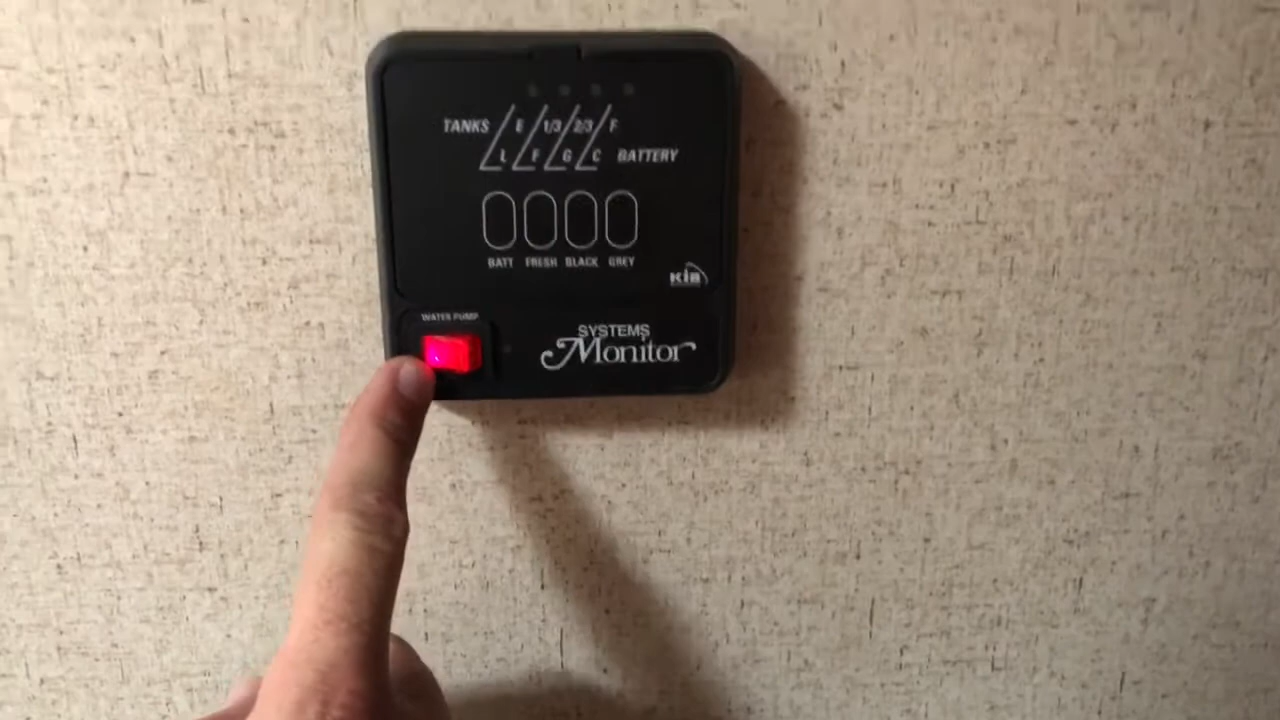 TANKS E 1/3 2/3 F
L F G C BATTERY
BATT FRESH BLACK GREY
KIB
WATER PUMP
SYSTEMS
Monitor